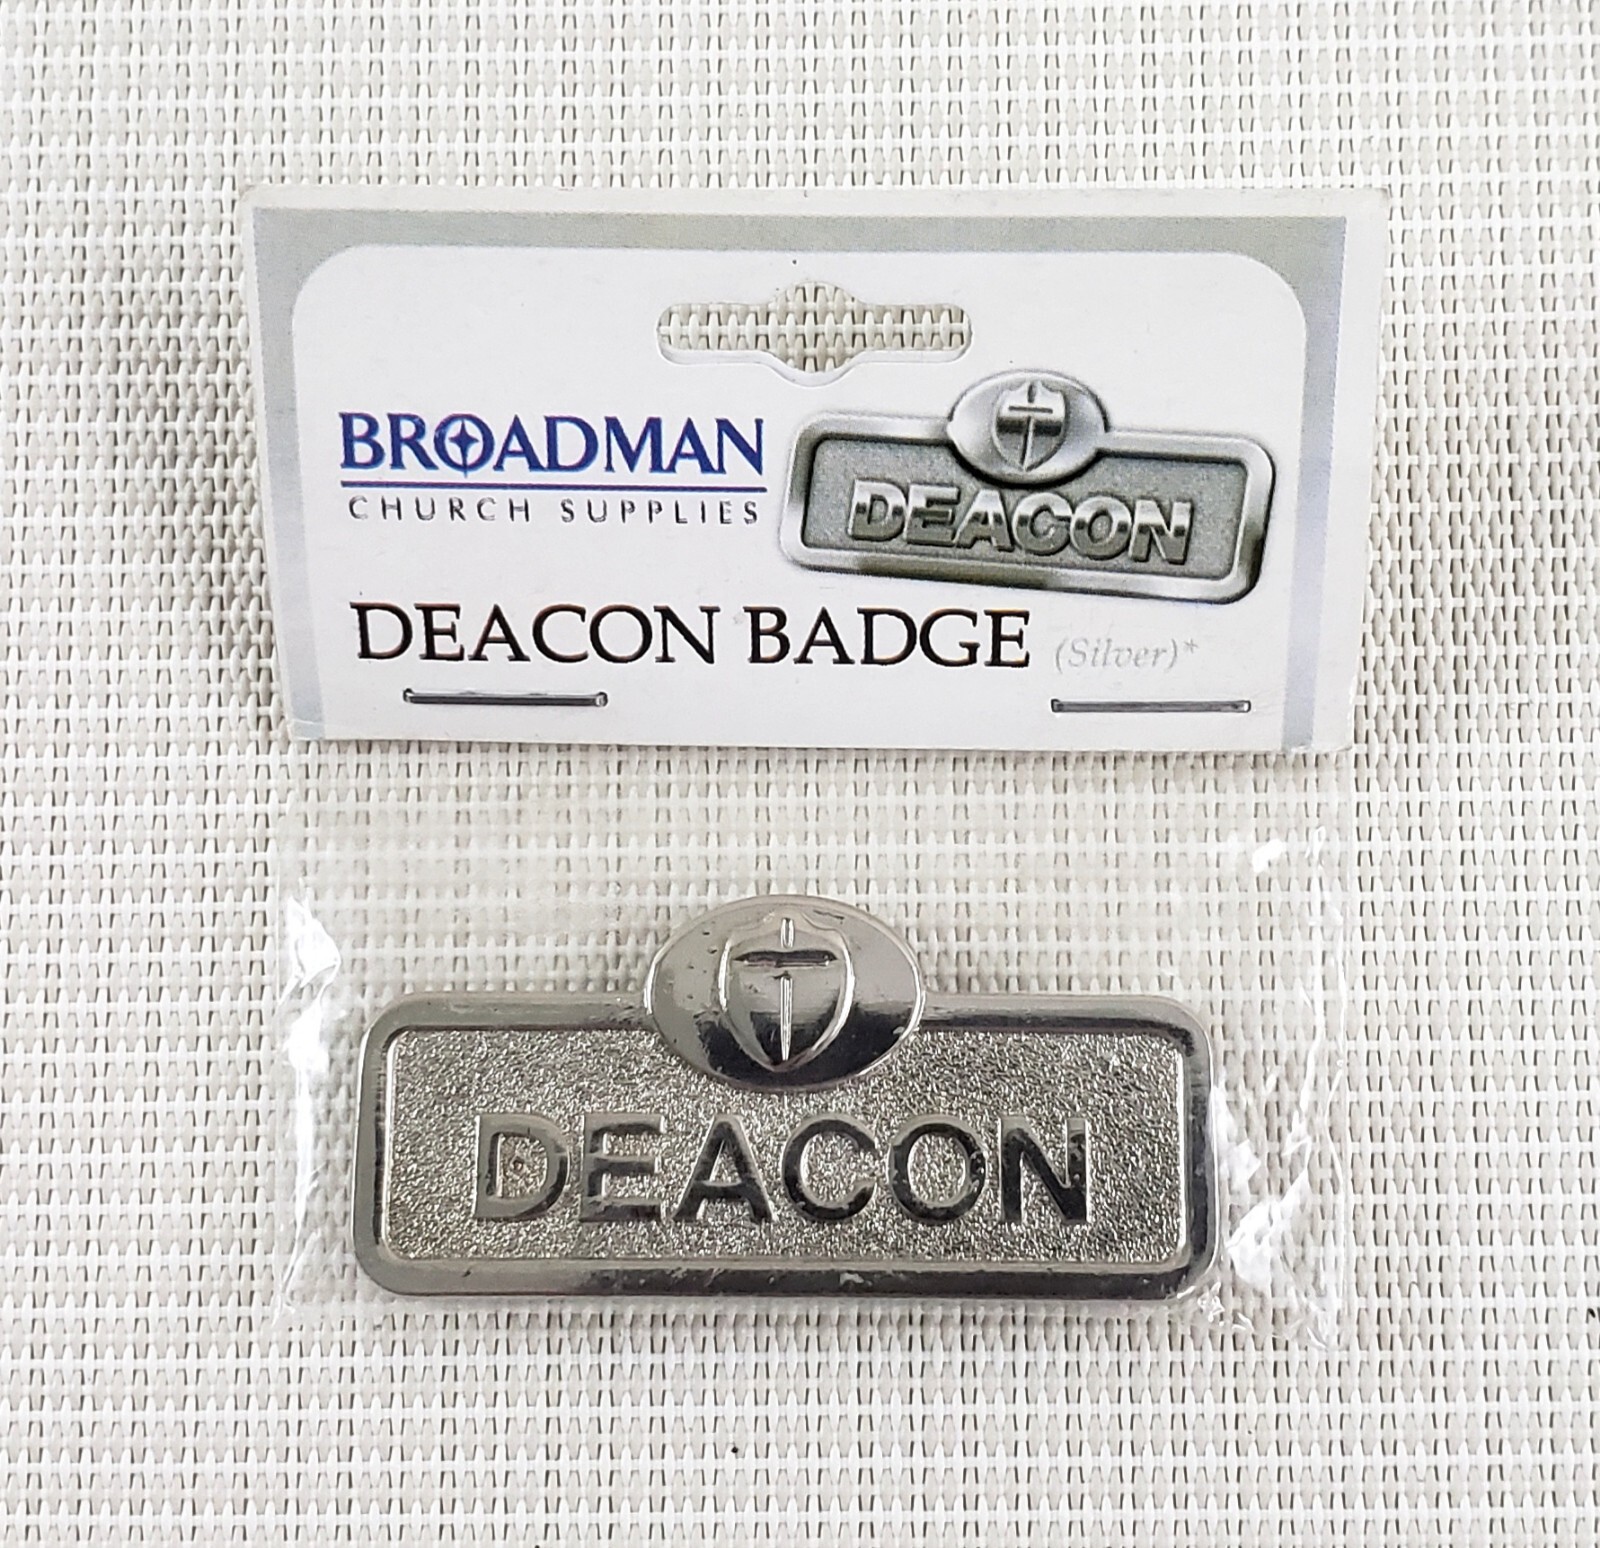 BROADMAN
CHURCH SUPPLIES
DEACON
DEACON BADGE (Silver)*
DEACON